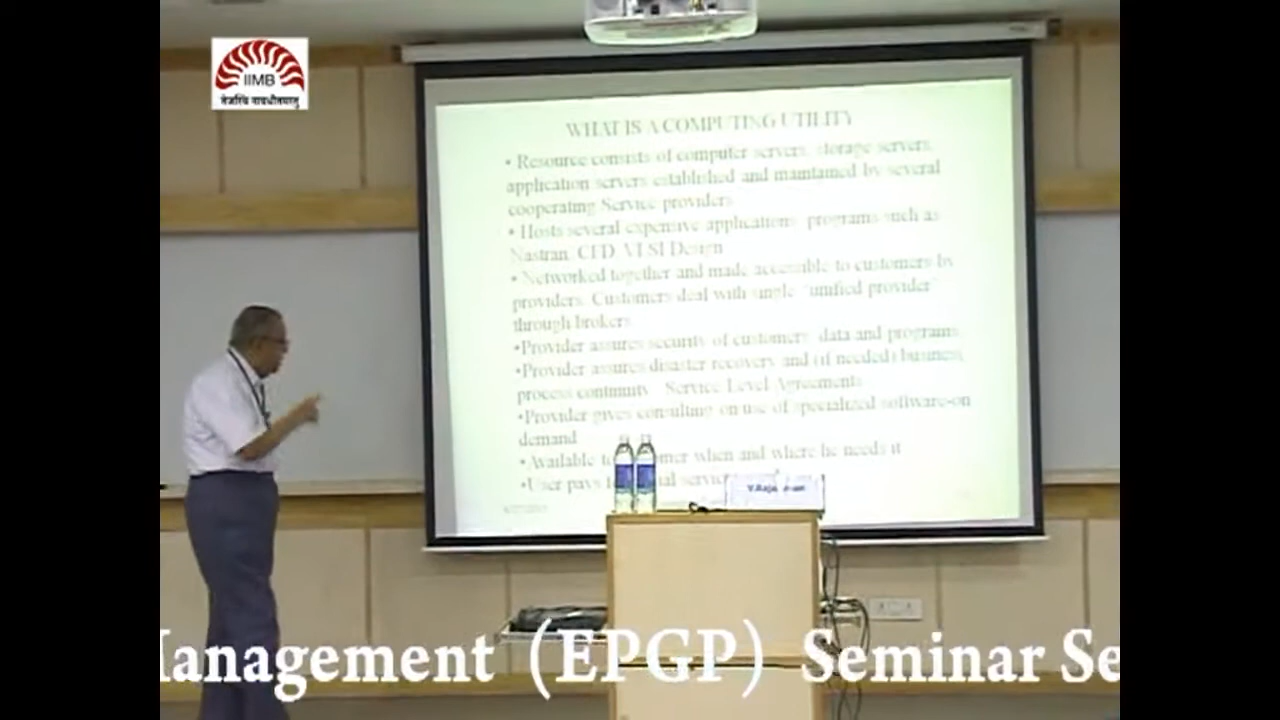 IIMB
तेजस्वि नावधीतमस्तु
WHAT IS A COMPUTING UTILITY
• Resource consists of computer servers, storage servers,
application servers established and maintained by several
cooperating Service providers
• Hosts several expensive applications programs such as
Nastran, CFD, VLSI Design
• Networked together and made accessible to customers by
providers. Customers deal with single "unified provider"
through brokers
•Provider assures security of customers' data and programs
•Provider assures disaster recovery and (if needed) business
process continuity Service Level Agreements
•Provider gives consulting on use of specialized software-on
demand
•Available when and where he needs it
•User pays
V.Raja
Management (EPGP) Seminar Se